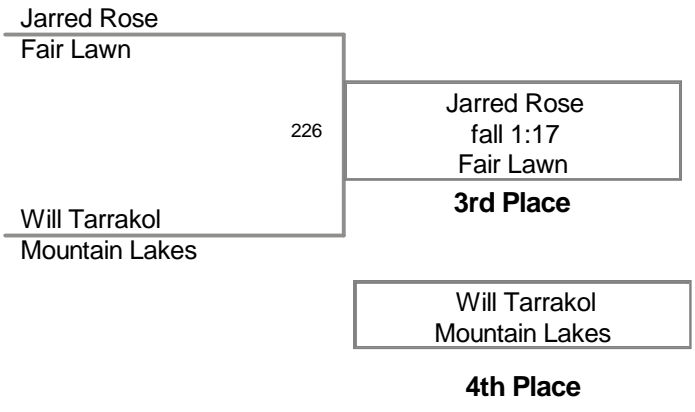 Jarred Rose
Fair Lawn
226
Jarred Rose
fall 1:17
Fair Lawn
3rd Place
Will Tarrakol
Mountain Lakes
Will Tarrakol
Mountain Lakes
4th Place